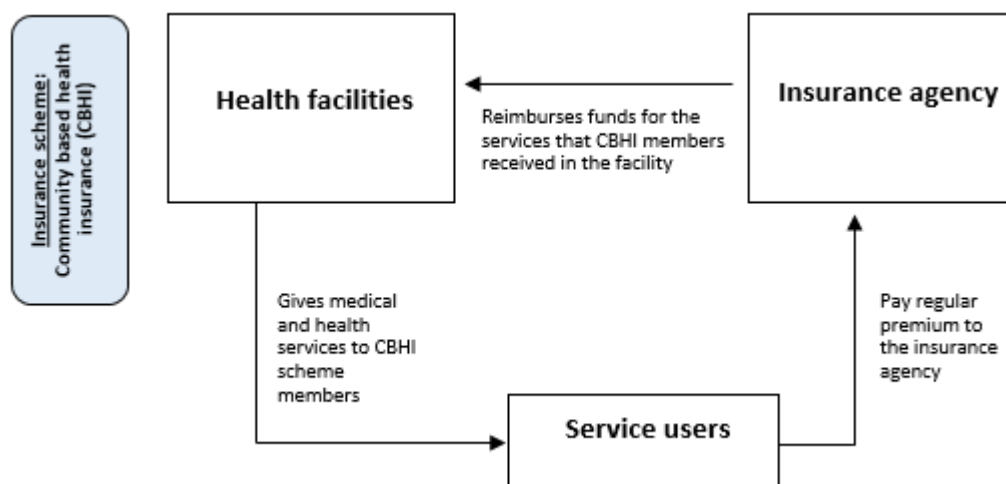 Insurance scheme:
Community based health
insurance (CBHI)
Health facilities
Insurance agency
Reimburses funds for the
services that CBHI members
received in the facility
Gives medical
and health
services to CBHI
scheme
members
Pay regular
premium to
the insurance
agency
Service users